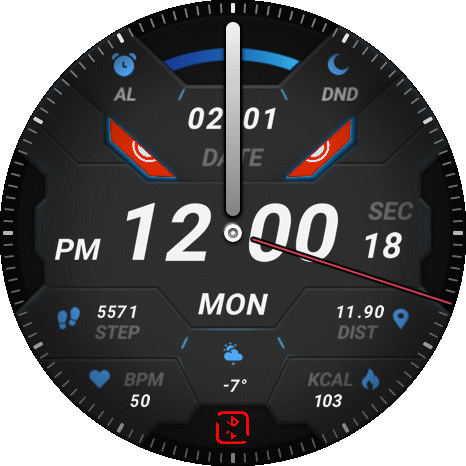 AL DND
02 01
DATE
PM 12 00 SEC 18
MON
5571 STEP
11.90 DIST
BPM 50
-7°
KCAL 103